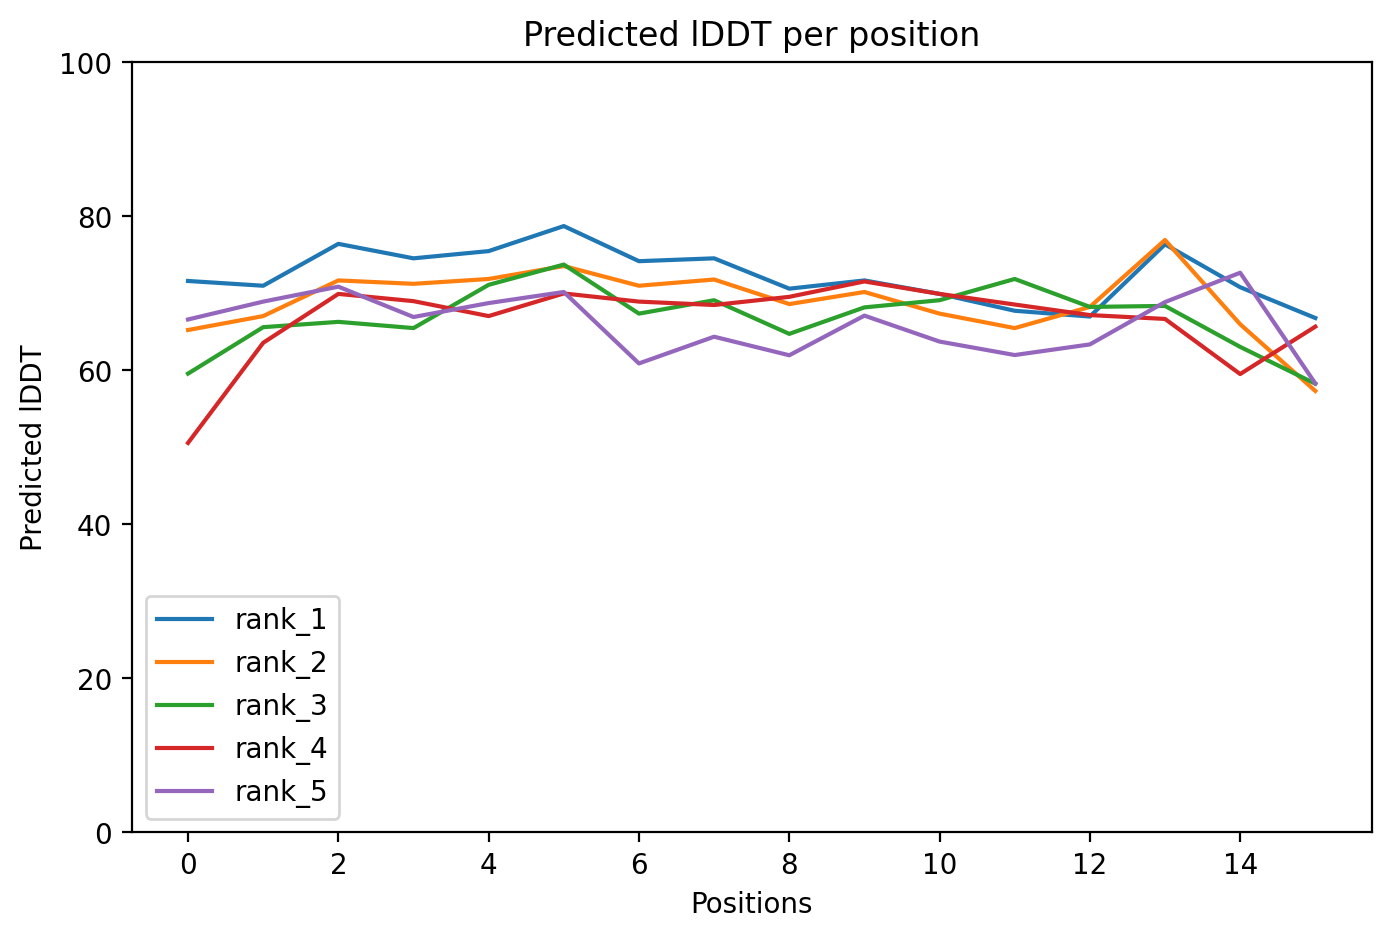 Predicted lDDT per position
100
80
60
40
20
0
Predicted lDDT
rank_1
rank_2
rank_3
rank_4
rank_5
0 2 4 6 8 10 12 14
Positions